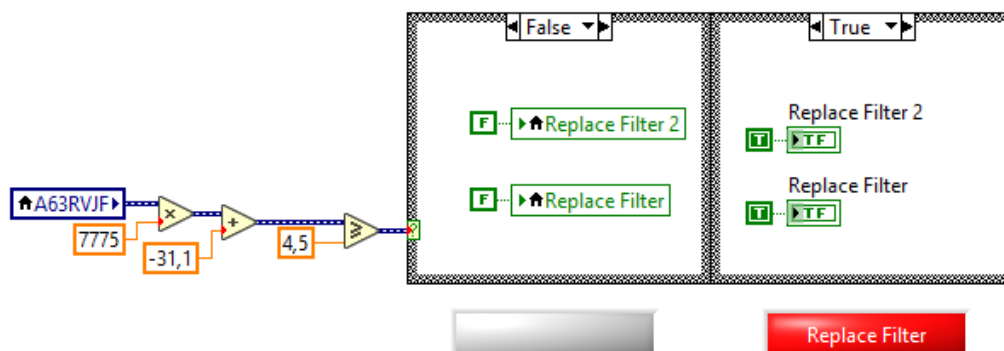 False
True
Replace Filter 2
F
Replace Filter 2
T
TF
Replace Filter
F
Replace Filter
T
TF
A63RVJF
×
+
≥
?
7775
-31,1
4,5
Replace Filter